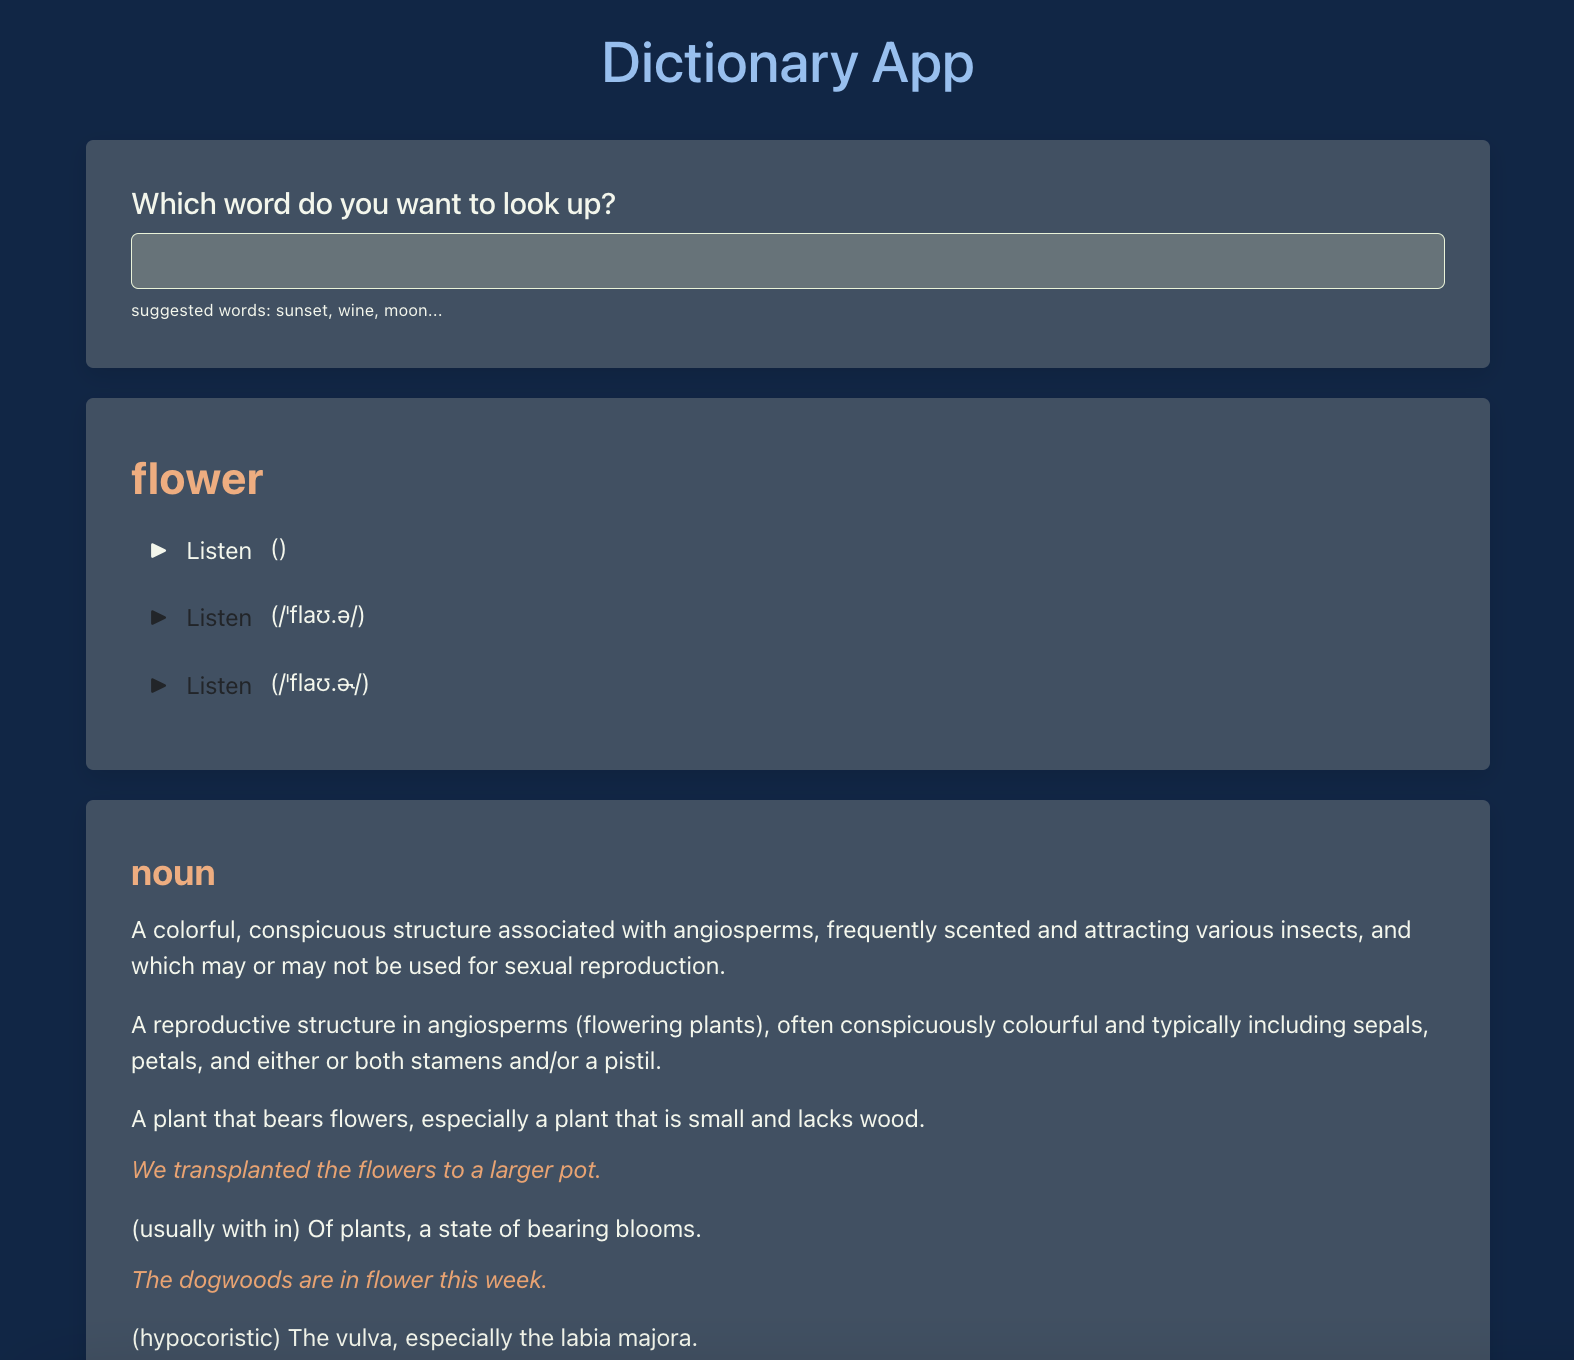 Dictionary App
Which word do you want to look up?
suggested words: sunset, wine, moon...
flower
Listen ()
Listen (/ˈflaʊ.ə/)
Listen (/ˈflaʊ.ɚ/)
noun
A colorful, conspicuous structure associated with angiosperms, frequently scented and attracting various insects, and
which may or may not be used for sexual reproduction.
A reproductive structure in angiosperms (flowering plants), often conspicuously colourful and typically including sepals,
petals, and either or both stamens and/or a pistil.
A plant that bears flowers, especially a plant that is small and lacks wood.
We transplanted the flowers to a larger pot.
(usually with in) Of plants, a state of bearing blooms.
The dogwoods are in flower this week.
(hypocoristic) The vulva, especially the labia majora.